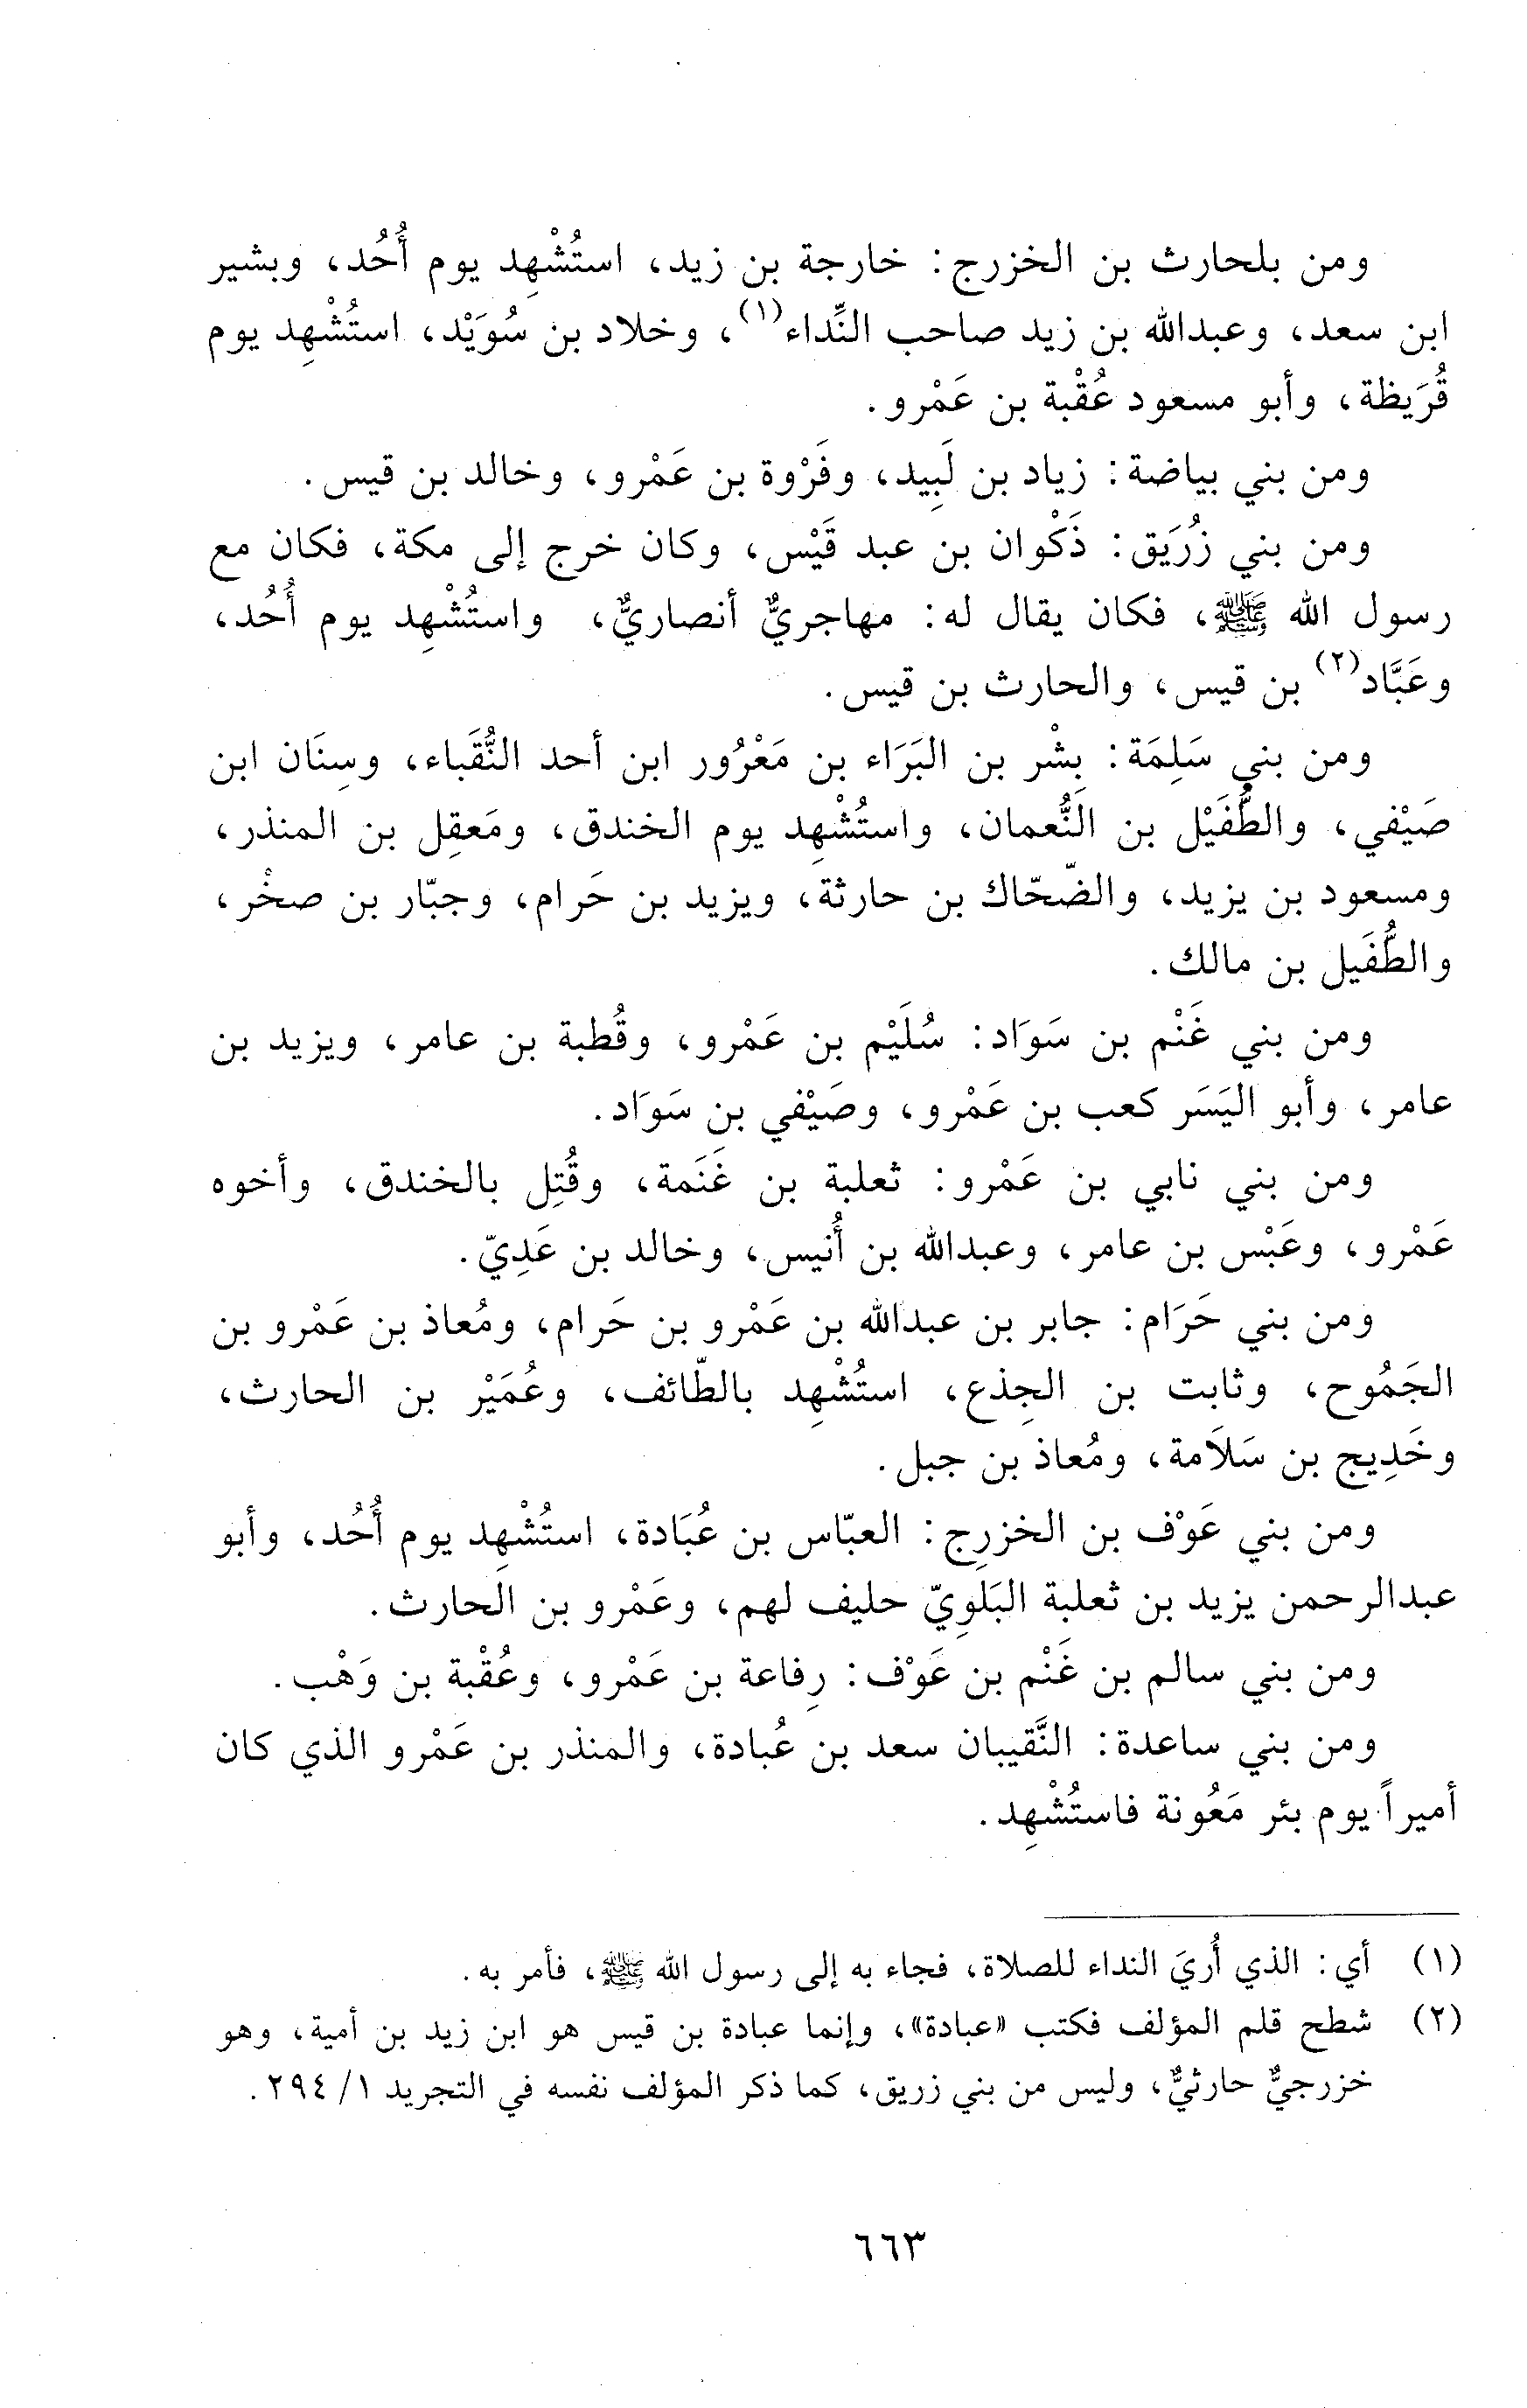 ومن بلحارث بن الخزرج: خارجة بن زيد، استُشْهِد يوم أُحُد، وبشير
ابن سعد، وعبدالله بن زيد صاحب النِّداء(١)، وخلاد بن سُوَيْد، استُشْهِد يوم
قُرَيظة، وأبو مسعود عُقْبة بن عَمْرو.
ومن بني بياضة: زياد بن لَبِيد، وفَرْوة بن عَمْرو، وخالد بن قيس.
ومن بني زُرَيق: ذَكْوان بن عبد قَيْس، وكان خرج إلى مكة، فكان مع
رسول الله ﷺ، فكان يقال له: مهاجريٌّ أنصاريٌّ، واستُشْهِد يوم أُحُد،
وعَبَّاد(٢) بن قيس، والحارث بن قيس.
ومن بني سَلِمَة: بِشْر بن البَرَاء بن مَعْرُور ابن أحد النُّقَباء، وسِنَان ابن
صَيْفي، والطُّفَيْل بن النُّعمان، واستُشْهِد يوم الخندق، ومَعقِل بن المنذر،
ومسعود بن يزيد، والضّحّاك بن حارثة، ويزيد بن حَرام، وجبّار بن صخْر،
والطُّفَيل بن مالك.
ومن بني غَنْم بن سَوَاد: سُلَيْم بن عَمْرو، وقُطبة بن عامر، ويزيد بن
عامر، وأبو اليَسَر كعب بن عَمْرو، وصَيْفي بن سَوَاد.
ومن بني نابي بن عَمْرو: ثعلبة بن غَنَمة، وقُتِل بالخندق، وأخوه
عَمْرو، وعَبْس بن عامر، وعبدالله بن أُنيس، وخالد بن عَدِيّ.
ومن بني حَرَام: جابر بن عبدالله بن عَمْرو بن حَرام، ومُعاذ بن عَمْرو بن
الجَمُوح، وثابت بن الجِذع، استُشْهِد بالطّائف، وعُمَيْر بن الحارث،
وخَدِيج بن سَلاَمة، ومُعاذ بن جبل.
ومن بني عَوْف بن الخزرِج: العبّاس بن عُبَادة، استُشْهِد يوم أُحُد، وأبو
عبدالرحمن يزيد بن ثعلبة البَلَوِيّ حليف لهم، وعَمْرو بن الحارث.
ومن بني سالم بن غَنْم بن عَوْف: رِفاعة بن عَمْرو، وعُقْبة بن وَهْب.
ومن بني ساعدة: النَّقيبان سعد بن عُبادة، والمنذر بن عَمْرو الذي كان
أميراً يوم بئر مَعُونة فاستُشْهِد.
(١) أي: الذي أُريَ النداء للصلاة، فجاء به إلى رسول الله ﷺ، فأمر به.
(٢) شطح قلم المؤلف فكتب «عبادة»، وإنما عبادة بن قيس هو ابن زيد بن أمية، وهو
خزرجيٌّ حارثيٌّ، وليس من بني زريق، كما ذكر المؤلف نفسه في التجريد ١/ ٢٩٤.
٦٦٣